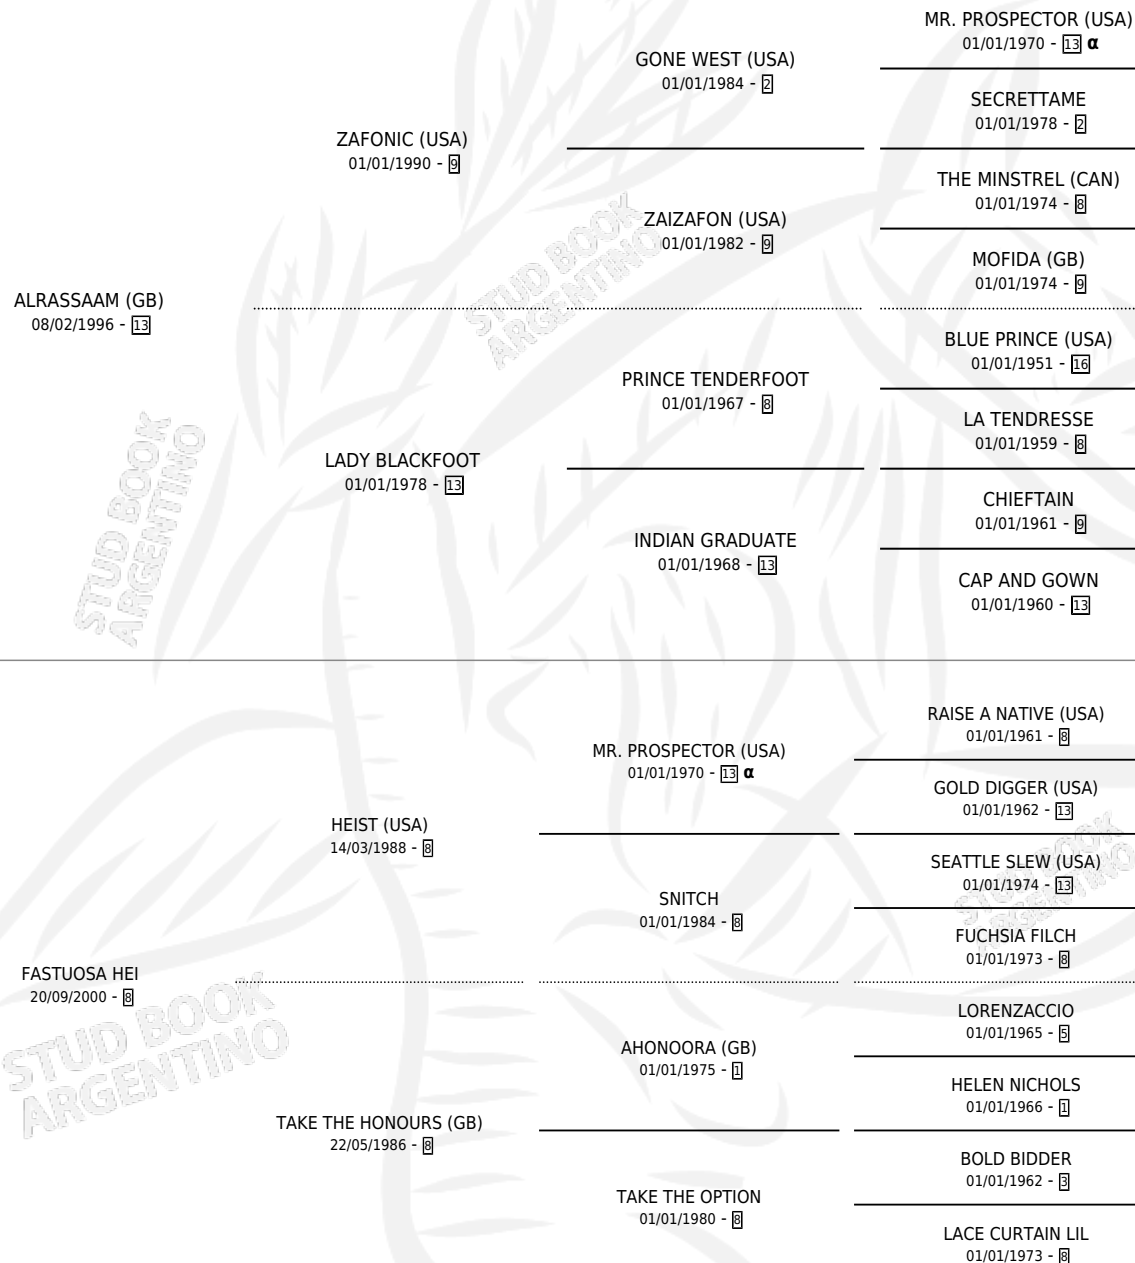 MR. PROSPECTOR (USA)
01/01/1970 - 13 α
GONE WEST (USA)
01/01/1984 - 2
SECRETTAME
01/01/1978 - 2
ZAFONIC (USA)
01/01/1990 - 9
THE MINSTREL (CAN)
01/01/1974 - 8
ZAIZAFON (USA)
01/01/1982 - 9
MOFIDA (GB)
01/01/1974 - 9
ALRASSAAM (GB)
08/02/1996 - 13
BLUE PRINCE (USA)
01/01/1951 - 16
PRINCE TENDERFOOT
01/01/1967 - 8
LA TENDRESSE
01/01/1959 - 8
LADY BLACKFOOT
01/01/1978 - 13
CHIEFTAIN
01/01/1961 - 9
INDIAN GRADUATE
01/01/1968 - 13
CAP AND GOWN
01/01/1960 - 13
RAISE A NATIVE (USA)
01/01/1961 - 8
MR. PROSPECTOR (USA)
01/01/1970 - 13 α
GOLD DIGGER (USA)
01/01/1962 - 13
HEIST (USA)
14/03/1988 - 8
SEATTLE SLEW (USA)
01/01/1974 - 13
SNITCH
01/01/1984 - 8
FUCHSIA FILCH
01/01/1973 - 8
FASTUOSA HEI
20/09/2000 - 8
LORENZACCIO
01/01/1965 - 5
AHONOORA (GB)
01/01/1975 - 1
HELEN NICHOLS
01/01/1966 - 1
TAKE THE HONOURS (GB)
22/05/1986 - 8
BOLD BIDDER
01/01/1962 - 3
TAKE THE OPTION
01/01/1980 - 8
LACE CURTAIN LIL
01/01/1973 - 8
STUD BOOK
ARGENTINO
STUD BOOK
ARGENTINO
STUD BOOK
ARGENTINO
STUD BOOK
ARGENTINO